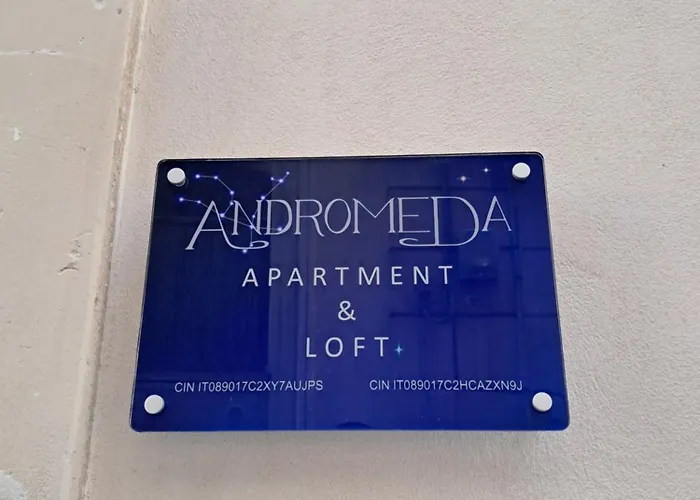 ANDROMEDA
APARTMENT
&
LOFT
CIN IT089017C2XY7AUJPS CIN IT089017C2HCAZXN9J